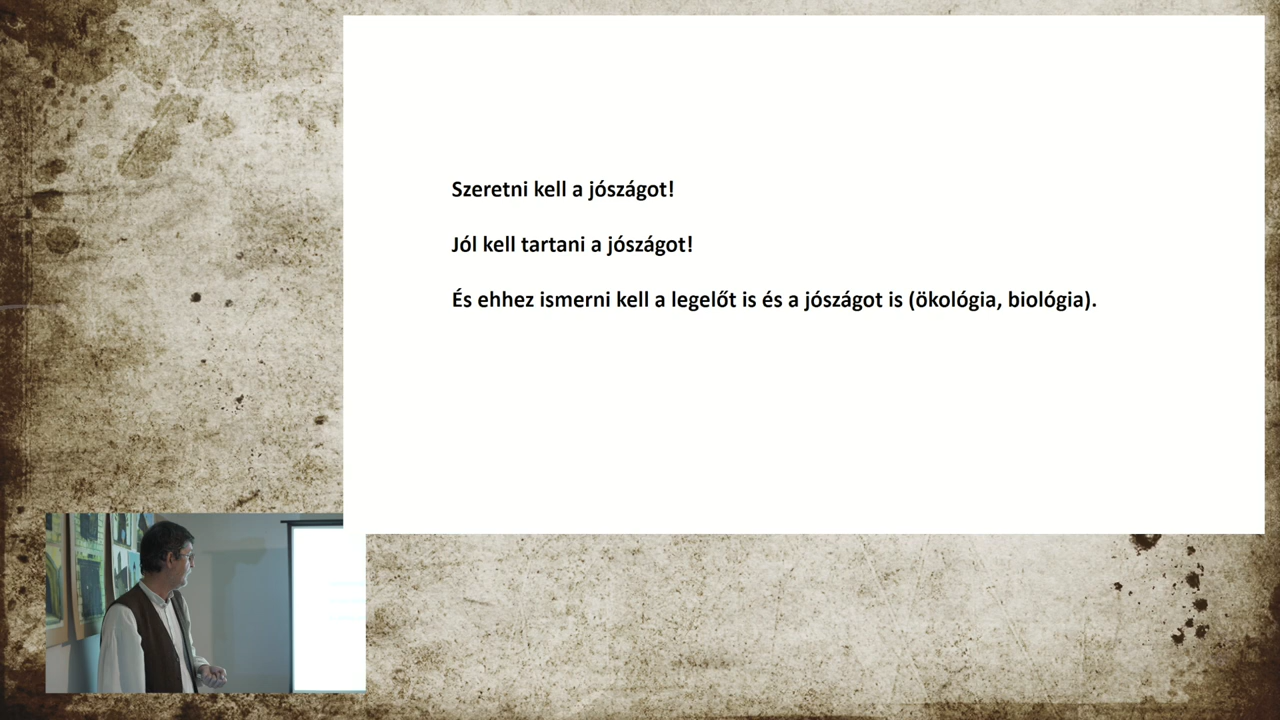 Szeretni kell a jószágot!
Jól kell tartani a jószágot!
És ehhez ismerni kell a legelőt is és a jószágot is (ökológia, biológia).